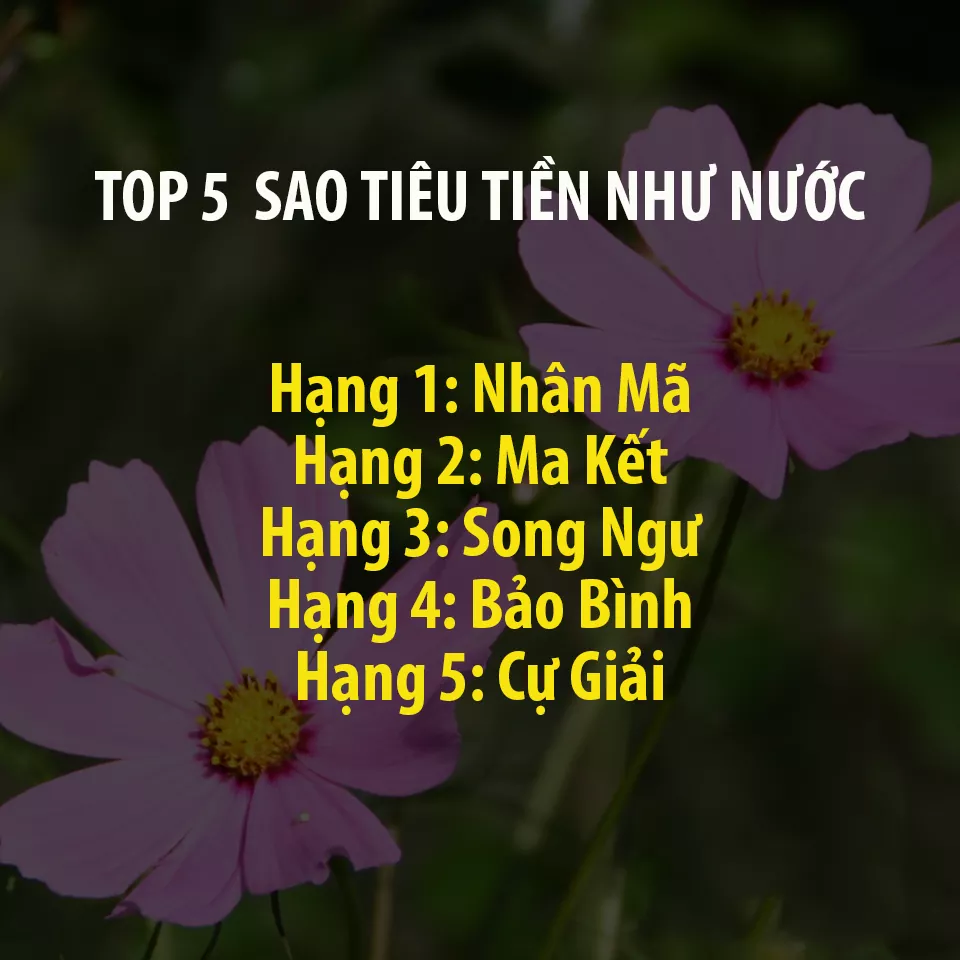 TOP 5 SAO TIÊU TIỀN NHƯ NƯỚC
Hạng 1: Nhân Mã
Hạng 2: Ma Kết
Hạng 3: Song Ngư
Hạng 4: Bảo Bình
Hạng 5: Cự Giải